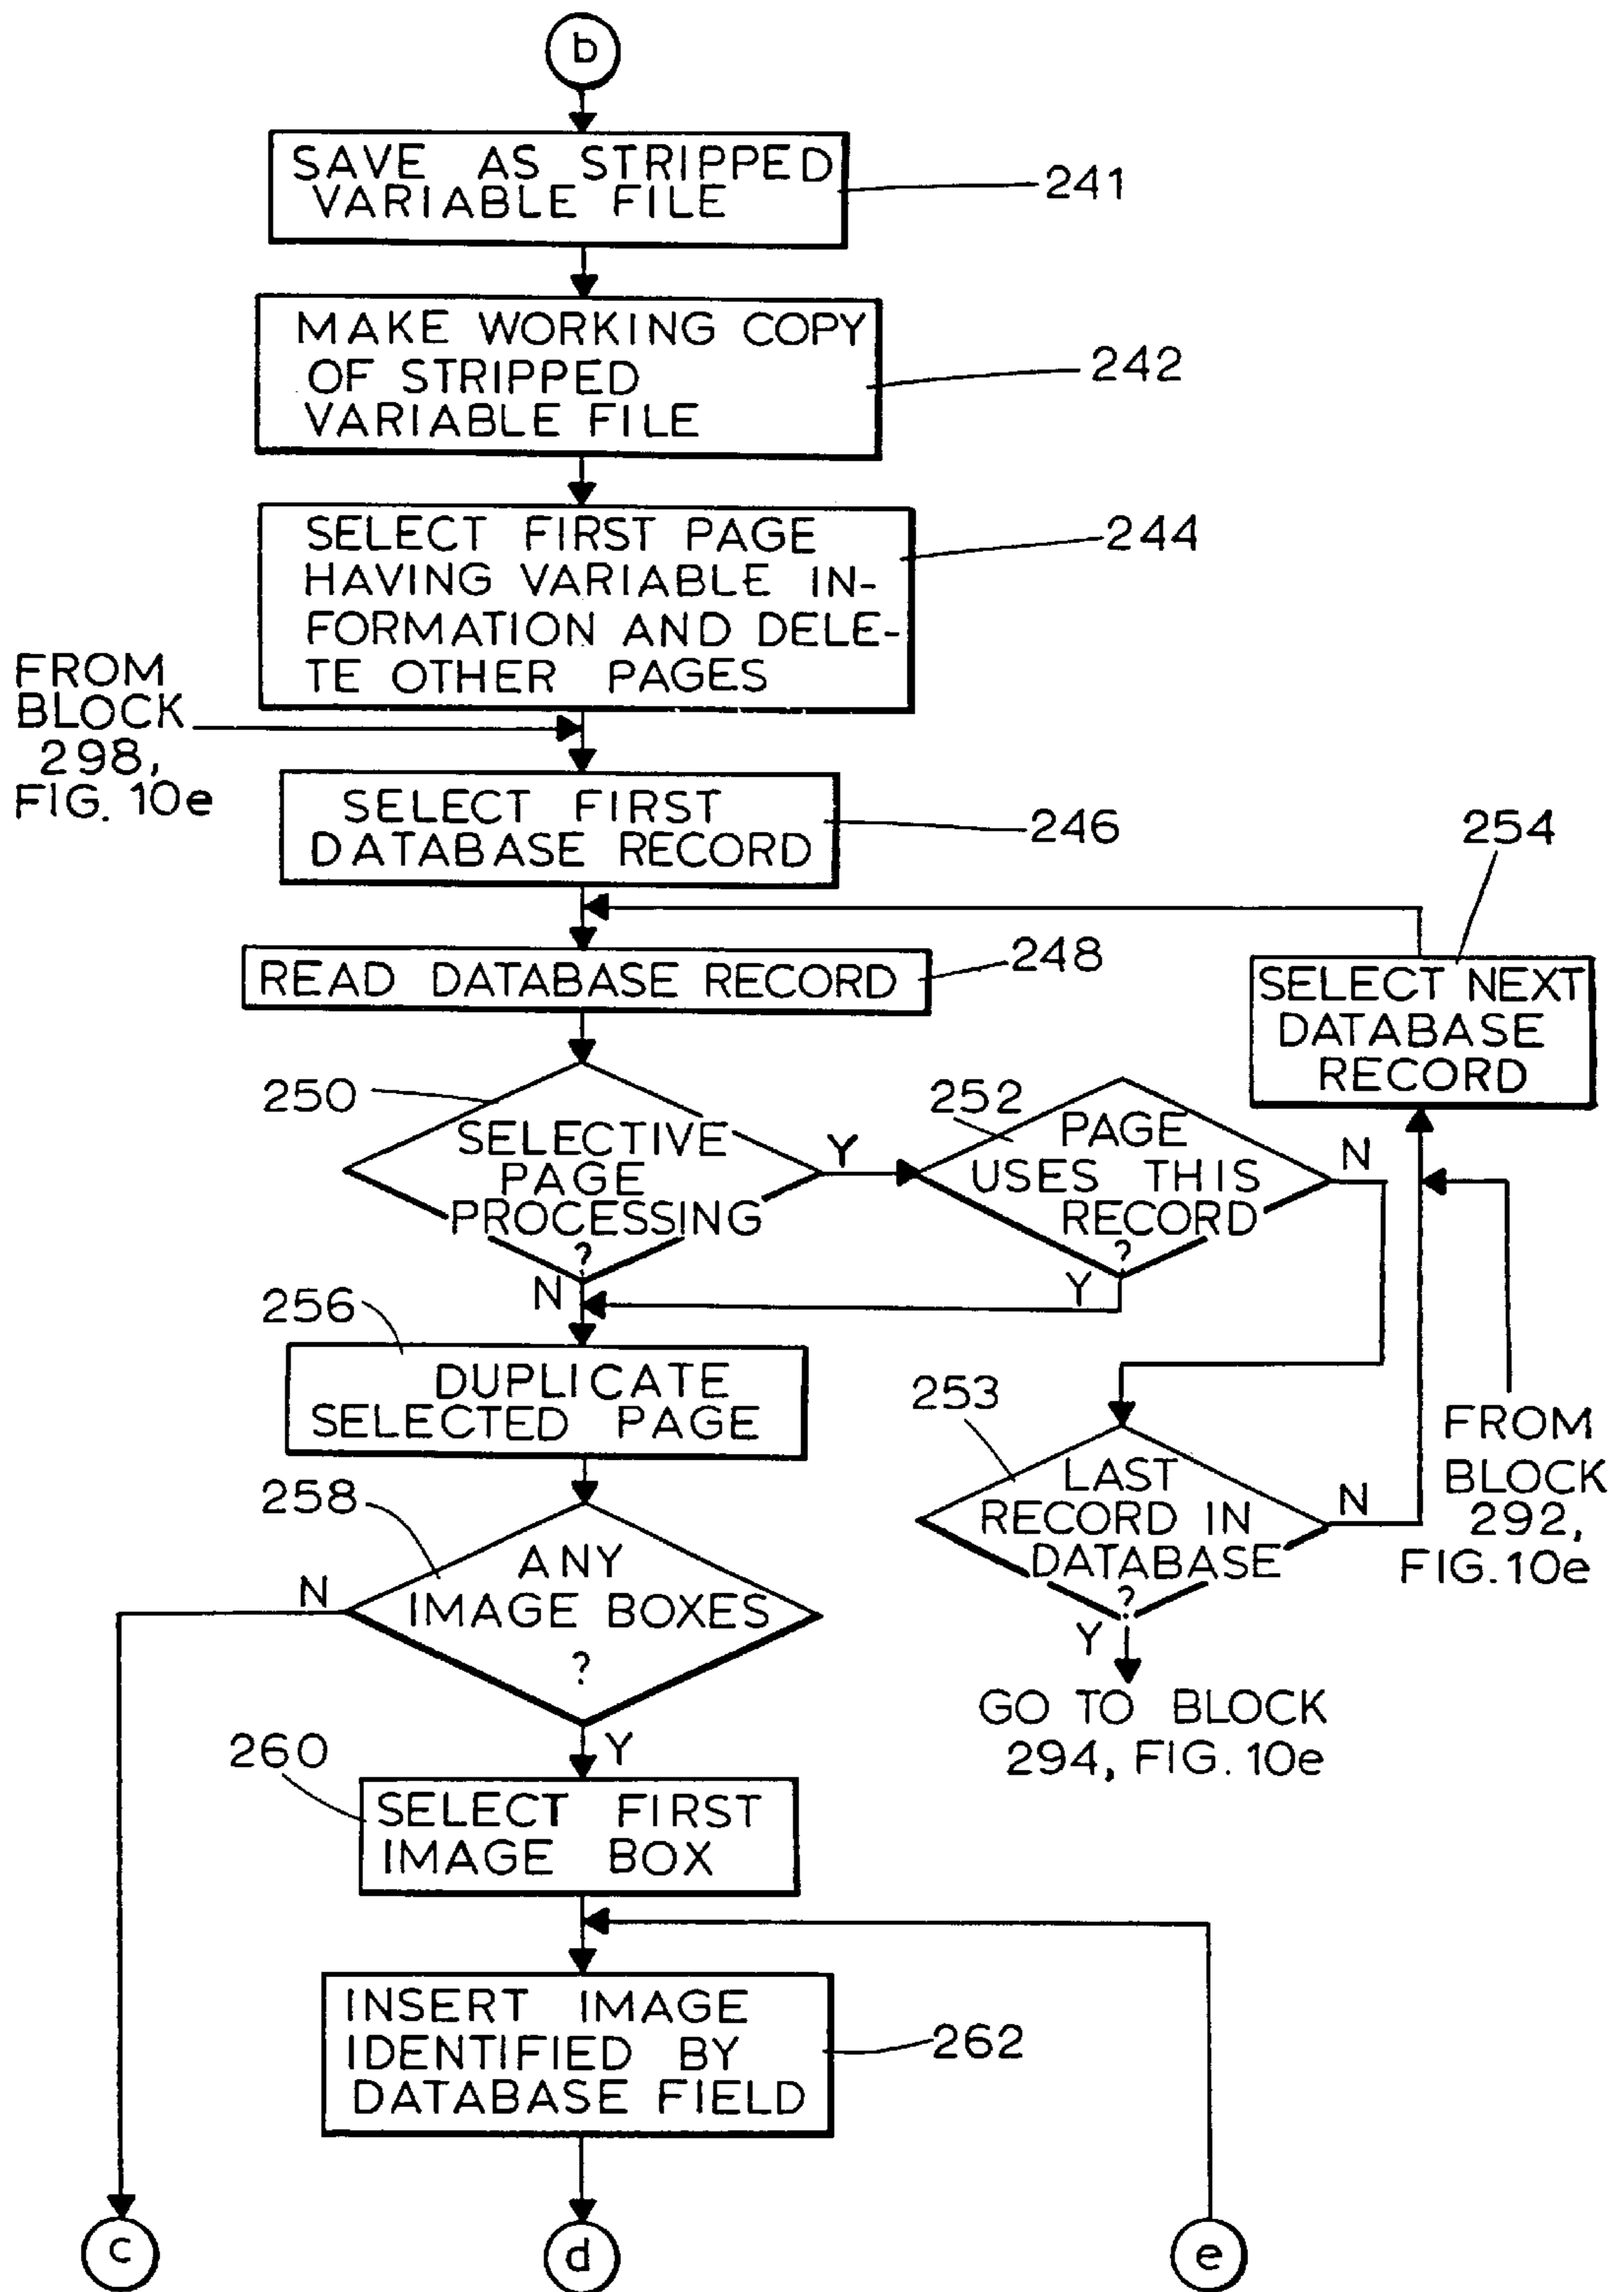 b
SAVE AS STRIPPED
VARIABLE FILE
241
MAKE WORKING COPY
OF STRIPPED
VARIABLE FILE
242
SELECT FIRST PAGE
HAVING VARIABLE IN-
FORMATION AND DELE-
TE OTHER PAGES
244
FROM
BLOCK
298,
FIG. 10e
SELECT FIRST
DATABASE RECORD
246
254
READ DATABASE RECORD
248
SELECT NEXT
DATABASE
RECORD
250
SELECTIVE
PAGE
PROCESSING
?
Y
N
252
PAGE
USES THIS
RECORD
?
N
Y
256
DUPLICATE
SELECTED PAGE
253
LAST
RECORD IN
DATABASE
?
N
Y
FROM
BLOCK
292,
FIG. 10e
GO TO BLOCK
294, FIG. 10e
258
ANY
IMAGE BOXES
?
N
Y
260
SELECT FIRST
IMAGE BOX
INSERT IMAGE
IDENTIFIED BY
DATABASE FIELD
262
c
d
e